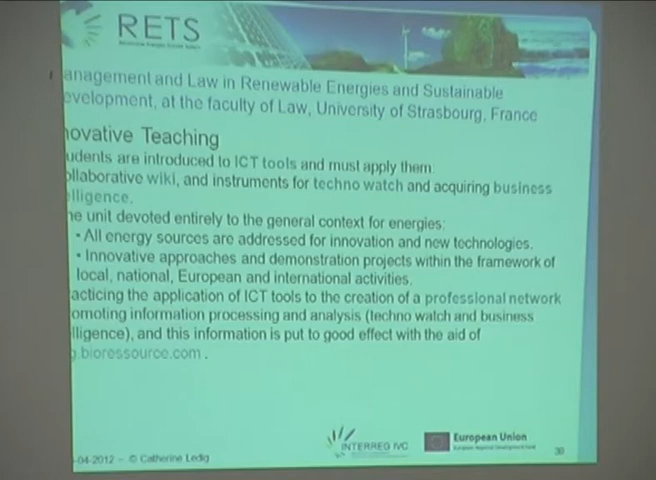 RETS
anagement and Law in Renewable Energies and Sustainable
evelopment, at the faculty of Law, University of Strasbourg, France
ovative Teaching
udents are introduced to ICT tools and must apply them:
ollaborative wiki, and instruments for techno watch and acquiring business
elligence.
ne unit devoted entirely to the general context for energies:
• All energy sources are addressed for innovation and new technologies.
• Innovative approaches and demonstration projects within the framework of
local, national, European and international activities.
acticing the application of ICT tools to the creation of a professional network
omoting information processing and analysis (techno watch and business
lligence), and this information is put to good effect with the aid of
.bioressource.com .
INTERREG IVC
European Union
-04-2012 – © Catherine Ledig
30